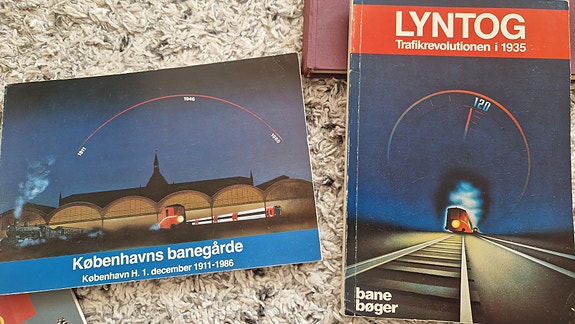 1911
1946
1986
Københavns banegårde
København H. 1. december 1911-1986
LYNTOG
Trafikrevolutionen i 1935
120
bane
bøger